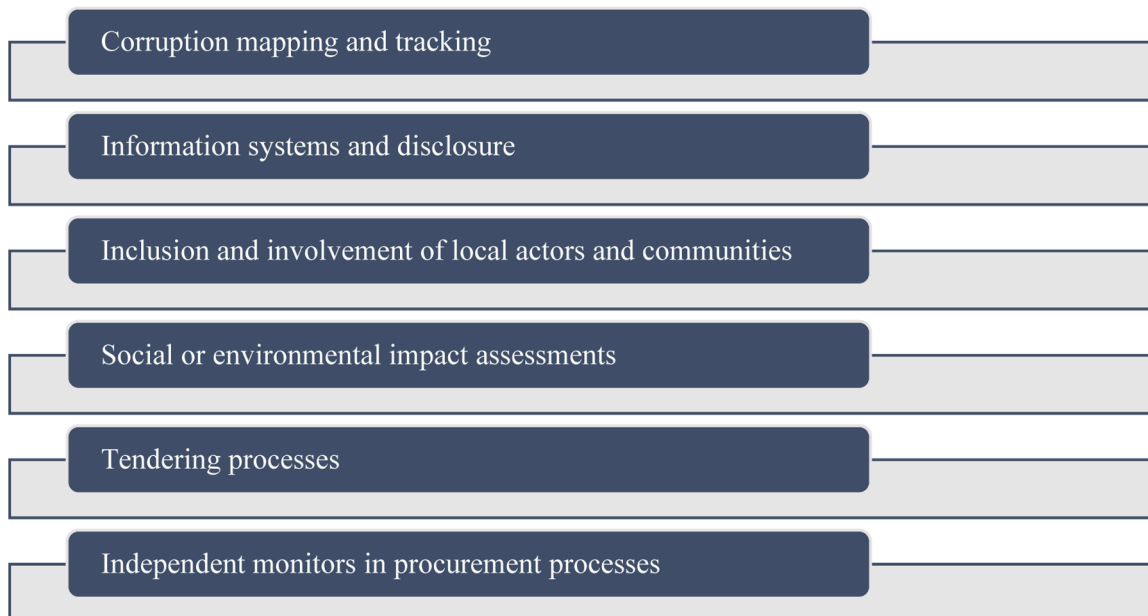 Corruption mapping and tracking
Information systems and disclosure
Inclusion and involvement of local actors and communities
Social or environmental impact assessments
Tendering processes
Independent monitors in procurement processes